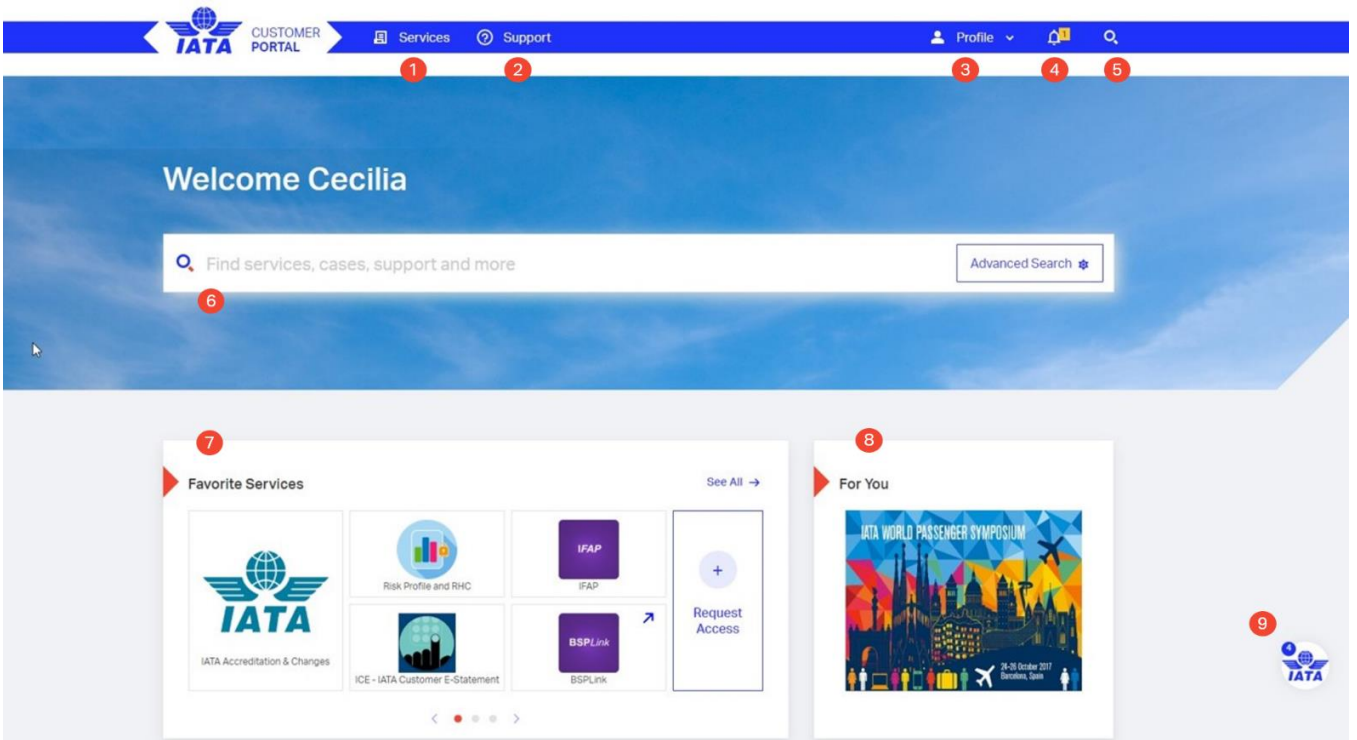 IATA
CUSTOMER
PORTAL
Services
Support
Profile
1
1
2
3
4
5
Welcome Cecilia
Find services, cases, support and more
Advanced Search
6
7
8
Favorite Services
See All →
For You
IATA
IATA Accreditation & Changes
Risk Profile and RHC
IFAP
IFAP
ICE - IATA Customer E-Statement
BSPLink
BSPLink
+
Request
Access
IATA WORLD PASSENGER SYMPOSIUM
24-26 October 2017
Barcelona, Spain
9
4
IATA